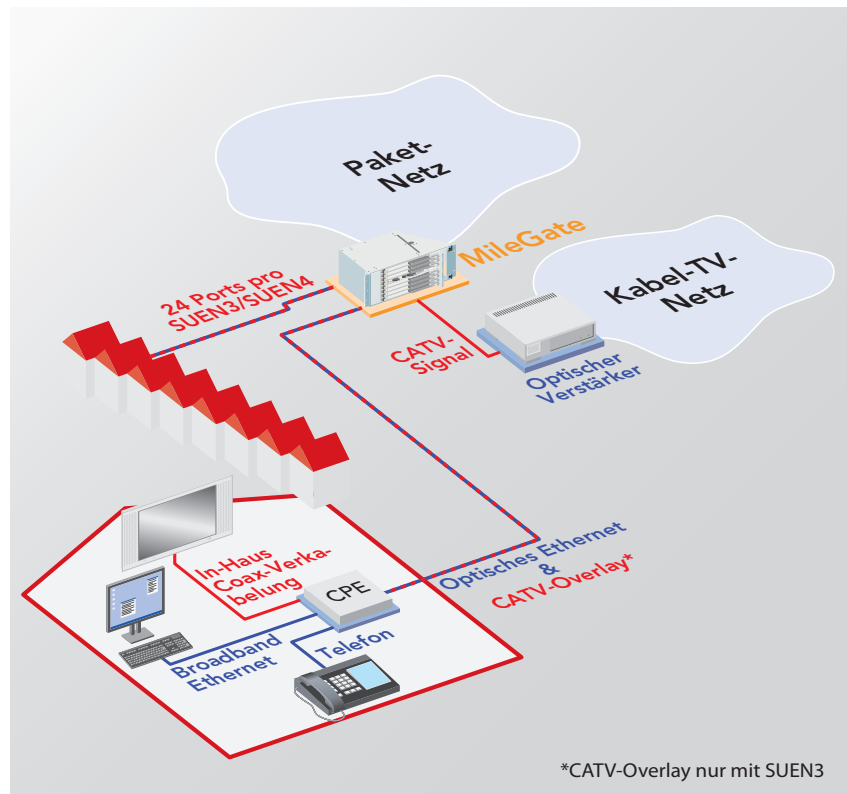 Paket-
Netz
MileGate
Kabel-TV-
Netz
24 Ports pro
SUEN3/SUEN4
CATV-
Signal
Optischer
Verstärker
In-Haus
Coax-Verka-
belung
CPE
Optisches Ethernet
&
CATV-Overlay*
Broadband
Ethernet
Telefon
*CATV-Overlay nur mit SUEN3